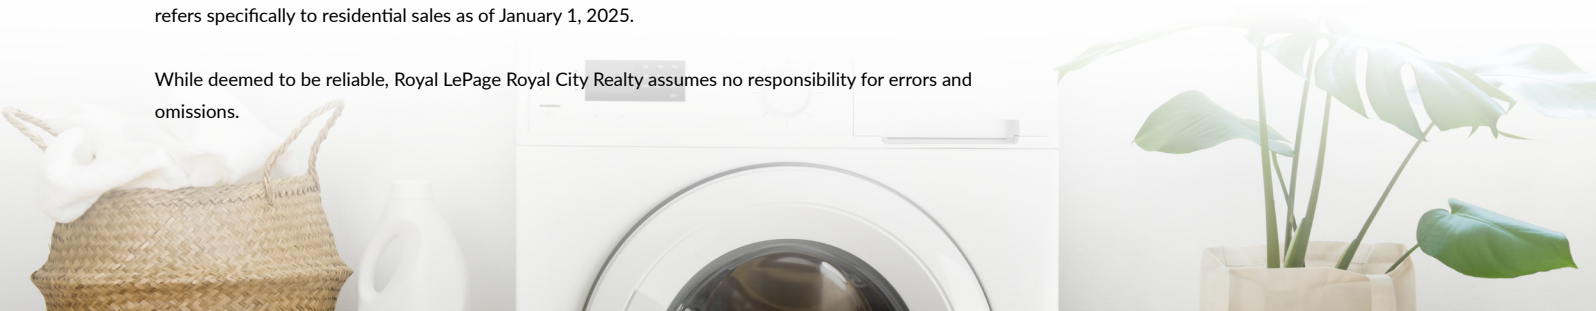 refers specifically to residential sales as of January 1, 2025.
While deemed to be reliable, Royal LePage Royal City Realty assumes no responsibility for errors and
omissions.